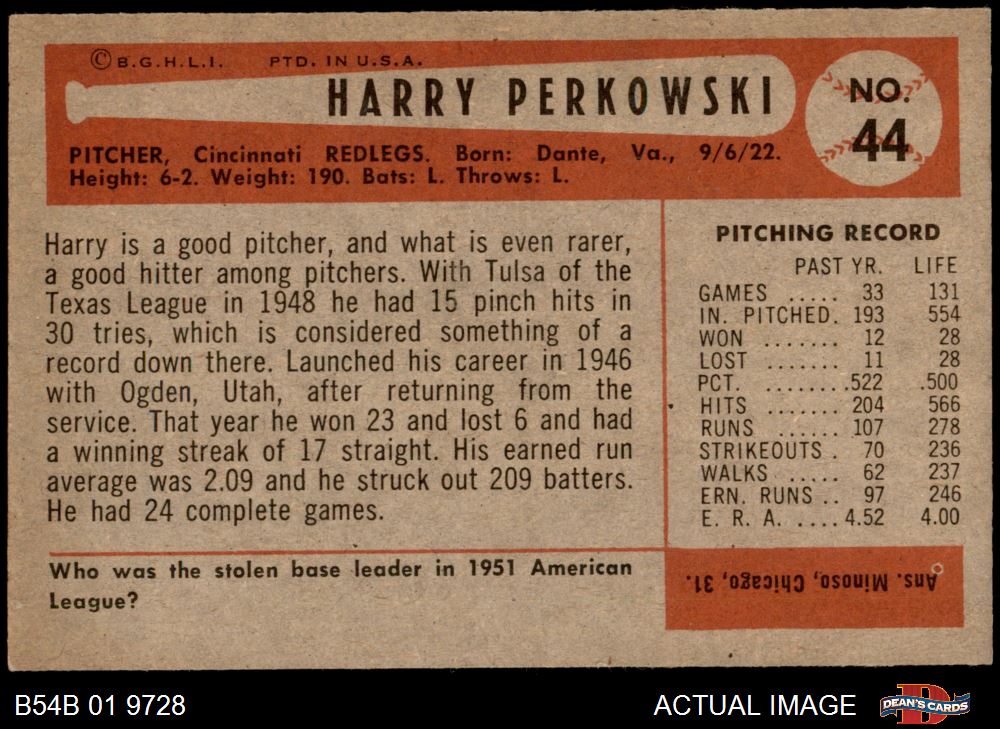 © B.G.H.L.I. PTD. IN U.S.A.
HARRY PERKOWSKI
NO.
44
PITCHER, Cincinnati REDLEGS. Born: Dante, Va., 9/6/22.
Height: 6-2. Weight: 190. Bats: L. Throws: L.
Harry is a good pitcher, and what is even rarer,
a good hitter among pitchers. With Tulsa of the
Texas League in 1948 he had 15 pinch hits in
30 tries, which is considered something of a
record down there. Launched his career in 1946
with Ogden, Utah, after returning from the
service. That year he won 23 and lost 6 and had
a winning streak of 17 straight. His earned run
average was 2.09 and he struck out 209 batters.
He had 24 complete games.
PITCHING RECORD
PAST YR. LIFE
GAMES ..... 33 131
IN. PITCHED. 193 554
WON ....... 12 28
LOST ....... 11 28
PCT. ........ .522 .500
HITS ....... 204 566
RUNS ...... 107 278
STRIKEOUTS . 70 236
WALKS ..... 62 237
ERN. RUNS .. 97 246
E. R. A. .... 4.52 4.00
Who was the stolen base leader in 1951 American
League?
Ans. Minoso, Chicago, 31.
B54B 01 9728
ACTUAL IMAGE
D
DEAN'S CARDS